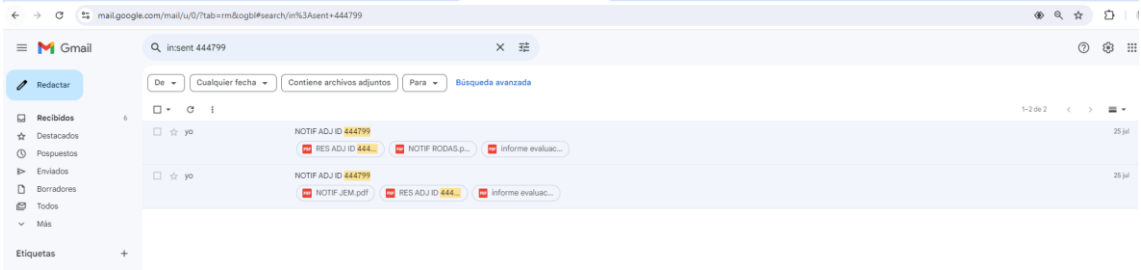 mail.google.com/mail/u/0/?tab=rm&ogbl#search/in%3Asent+444799
Gmail
in:sent 444799
Redactar
De
Cualquier fecha
Contiene archivos adjuntos
Para
Búsqueda avanzada
1-2 de 2
Recibidos 6
Destacados
Pospuestos
Enviados
Borradores
Todos
Más
Etiquetas
yo NOTIF ADJ ID 444799 25 jul
RES ADJ ID 444... NOTIF RODAS.p... informe evaluac...
yo NOTIF ADJ ID 444799 25 jul
NOTIF JEM.pdf RES ADJ ID 444... informe evaluac...